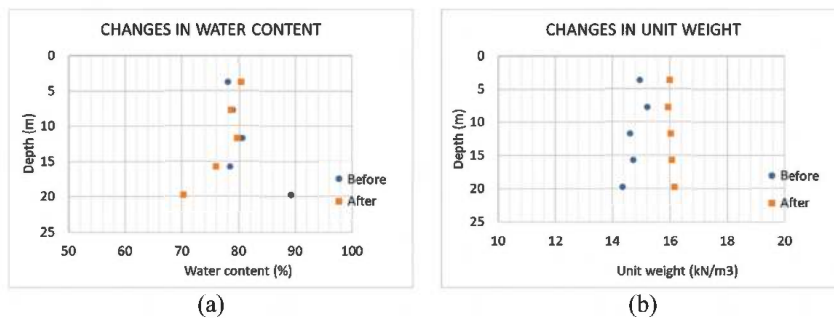 CHANGES IN WATER CONTENT
0
5
10
15
20
25
Depth (m)
50 60 70 80 90 100
Water content (%)
Before
After
(a)
CHANGES IN UNIT WEIGHT
0
5
10
15
20
25
Depth (m)
10 12 14 16 18 20
Unit weight (kN/m3)
Before
After
(b)